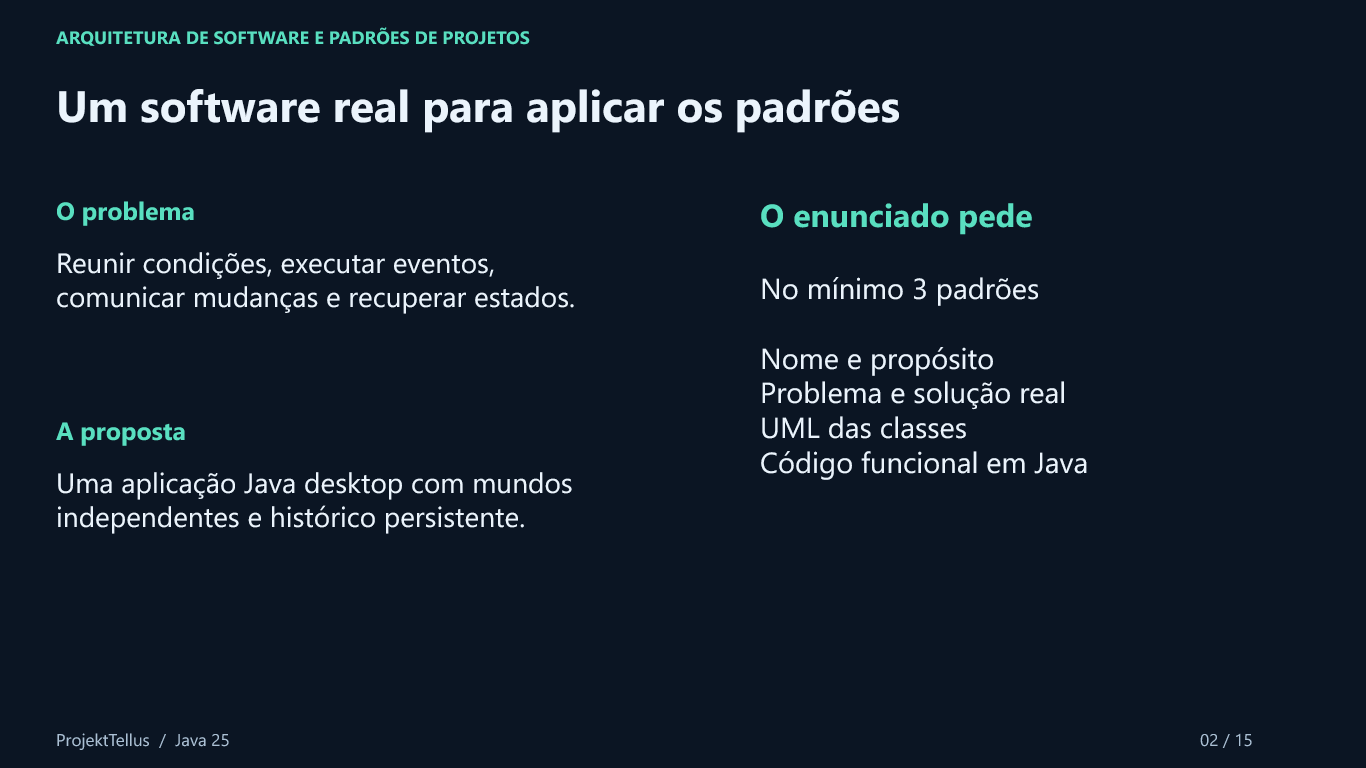 ARQUITETURA DE SOFTWARE E PADRÕES DE PROJETOS
Um software real para aplicar os padrões
O problema
Reunir condições, executar eventos,
comunicar mudanças e recuperar estados.
A proposta
Uma aplicação Java desktop com mundos
independentes e histórico persistente.
O enunciado pede
No mínimo 3 padrões
Nome e propósito
Problema e solução real
UML das classes
Código funcional em Java
ProjektTellus / Java 25
02 / 15